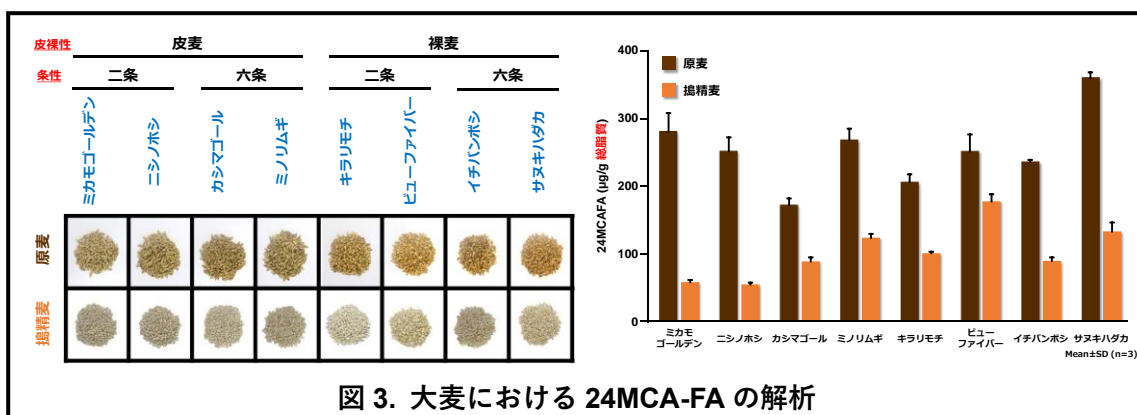 皮裸性 皮麦 裸麦
条性 二条 六条 二条 六条
ミカモゴールデン
ニシノホシ
カシマゴール
ミノリムギ
キラリモチ
ビューファイバー
イチバンボシ
サヌキハダカ
原麦
搗精麦
24MCAFA (µg/g 総脂質)
400
300
200
100
0
原麦
搗精麦
ミカモ
ゴールデン
ニシノホシ
カシマゴール
ミノリムギ
キラリモチ
ビュー
ファイバー
イチバンボシ
サヌキハダカ
Mean±SD (n=3)
図 3. 大麦における 24MCA-FA の解析